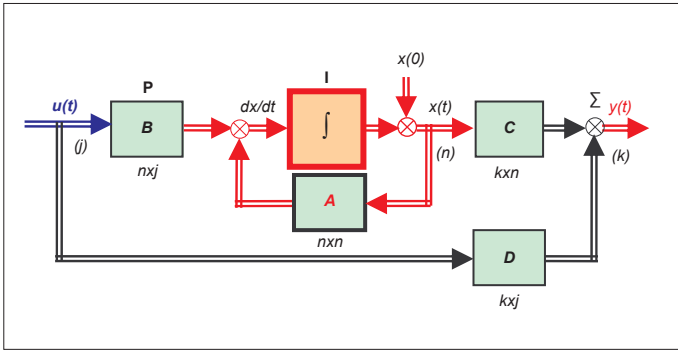 P
I
x(0)
u(t)
dx/dt
x(t)
Σ
y(t)
B
∫
C
(j)
(n)
(k)
nxj
kxn
A
nxn
D
kxj